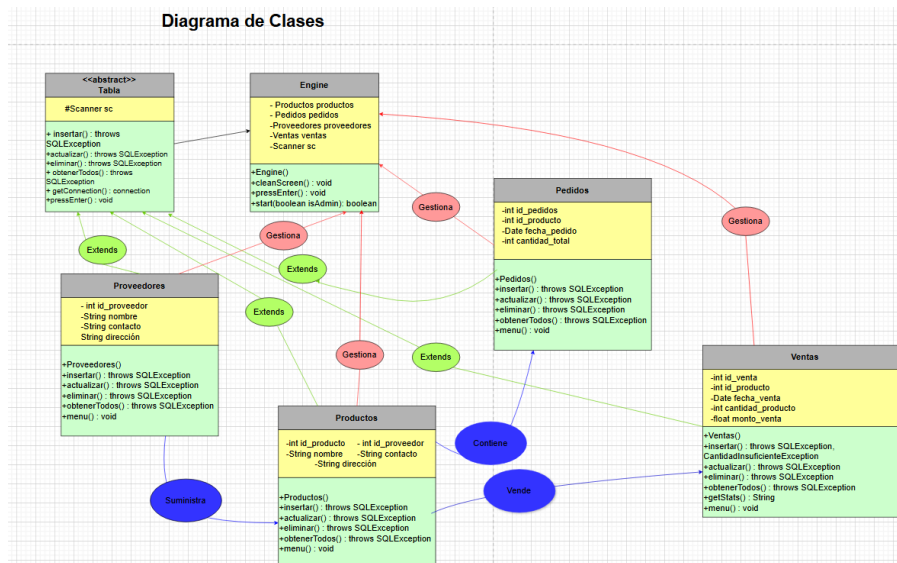 Diagrama de Clases
<<abstract>>
Tabla
#Scanner sc
+ insertar() : throws
SQLException
+actualizar() : throws SQLException
+eliminar() : throws SQLException
+ obtenerTodos() : throws
SQLException
+ getConnection() : connection
+pressEnter() : void
Engine
- Productos productos
- Pedidos pedidos
-Proveedores proveedores
-Ventas ventas
-Scanner sc
+Engine()
+cleanScreen() : void
+pressEnter() : void
+start(boolean isAdmin): boolean
Pedidos
-int id_pedidos
-int id_producto
-Date fecha_pedido
-int cantidad_total
+Pedidos()
+insertar() : throws SQLException
+actualizar() : throws SQLException
+eliminar() : throws SQLException
+obtenerTodos() : throws SQLException
+menu() : void
Gestiona
Gestiona
Gestiona
Extends
Extends
Proveedores
- int id_proveedor
-String nombre
-String contacto
String dirección
+Proveedores()
+insertar() : throws SQLException
+actualizar() : throws SQLException
+eliminar() : throws SQLException
+obtenerTodos() : throws SQLException
+menu() : void
Extends
Gestiona
Extends
Ventas
-int id_venta
-int id_producto
-Date fecha_venta
-int cantidad_producto
-float monto_venta
+Ventas()
+insertar() : throws SQLException,
CantidadInsuficienteException
+actualizar() : throws SQLException
+eliminar() : throws SQLException
+obtenerTodos() : throws SQLException
+getStats() : String
+menu() : void
Productos
-int id_producto - int id_proveedor
-String nombre -String contacto
-String dirección
+Productos()
+insertar() : throws SQLException
+actualizar() : throws SQLException
+eliminar() : throws SQLException
+obtenerTodos() : throws SQLException
+menu() : void
Contiene
Vende
Suministra